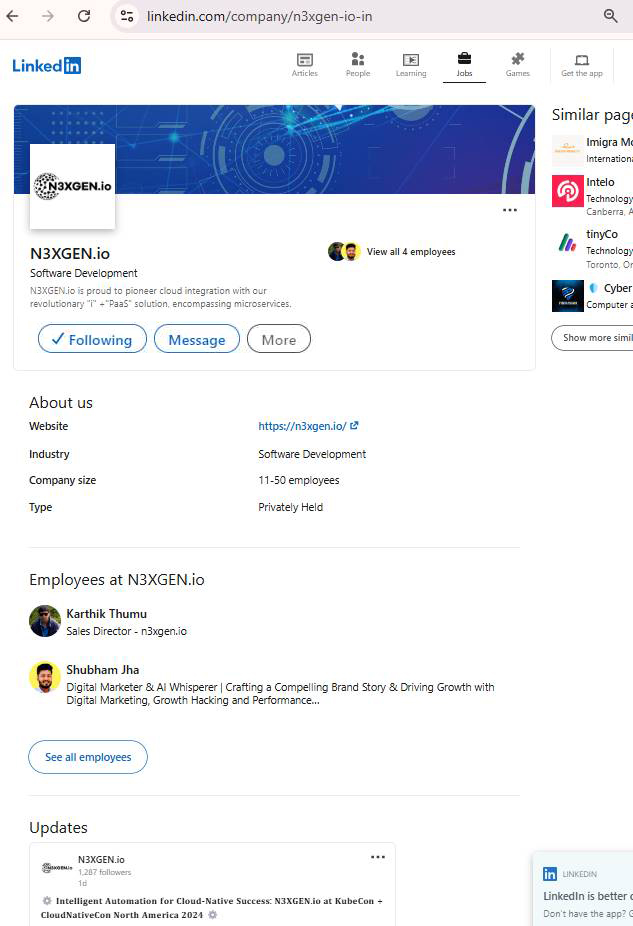 linkedin.com/company/n3xgen-io-in
Linked in
Articles
People
Learning
Jobs
Games
Get the app
N3XGEN.io
N3XGEN.io
Software Development
N3XGEN.io is proud to pioneer cloud integration with our
revolutionary "i" +"PaaS" solution, encompassing microservices.
View all 4 employees
Following
Message
More
Similar page
Imigra Mo
Internationa
Intelo
Technology
Canberra, A
tinyCo
Technology
Toronto, On
Cyber
Computer a
Show more simil
About us
Website
https://n3xgen.io/
Industry
Software Development
Company size
11-50 employees
Type
Privately Held
Employees at N3XGEN.io
Karthik Thumu
Sales Director - n3xgen.io
Shubham Jha
Digital Marketer & AI Whisperer | Crafting a Compelling Brand Story & Driving Growth with
Digital Marketing, Growth Hacking and Performance...
See all employees
Updates
N3XGEN.io
N3XGEN.io
1,287 followers
1d
Intelligent Automation for Cloud-Native Success: N3XGEN.io at KubeCon +
CloudNativeCon North America 2024
in LINKEDIN
LinkedIn is better o
Don't have the app? G